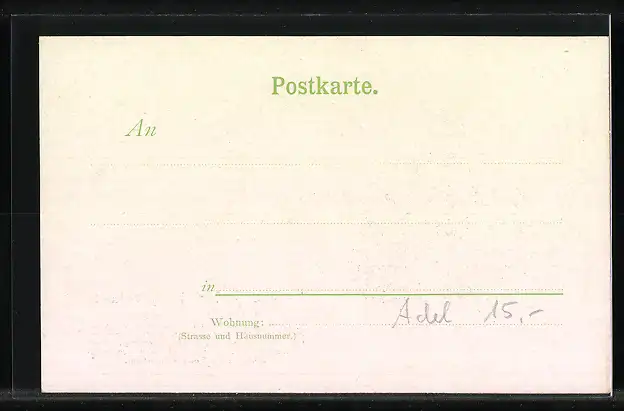 Postkarte.
An
in
Wohnung:
(Strasse und Hausnummer.)
Adel 15,-